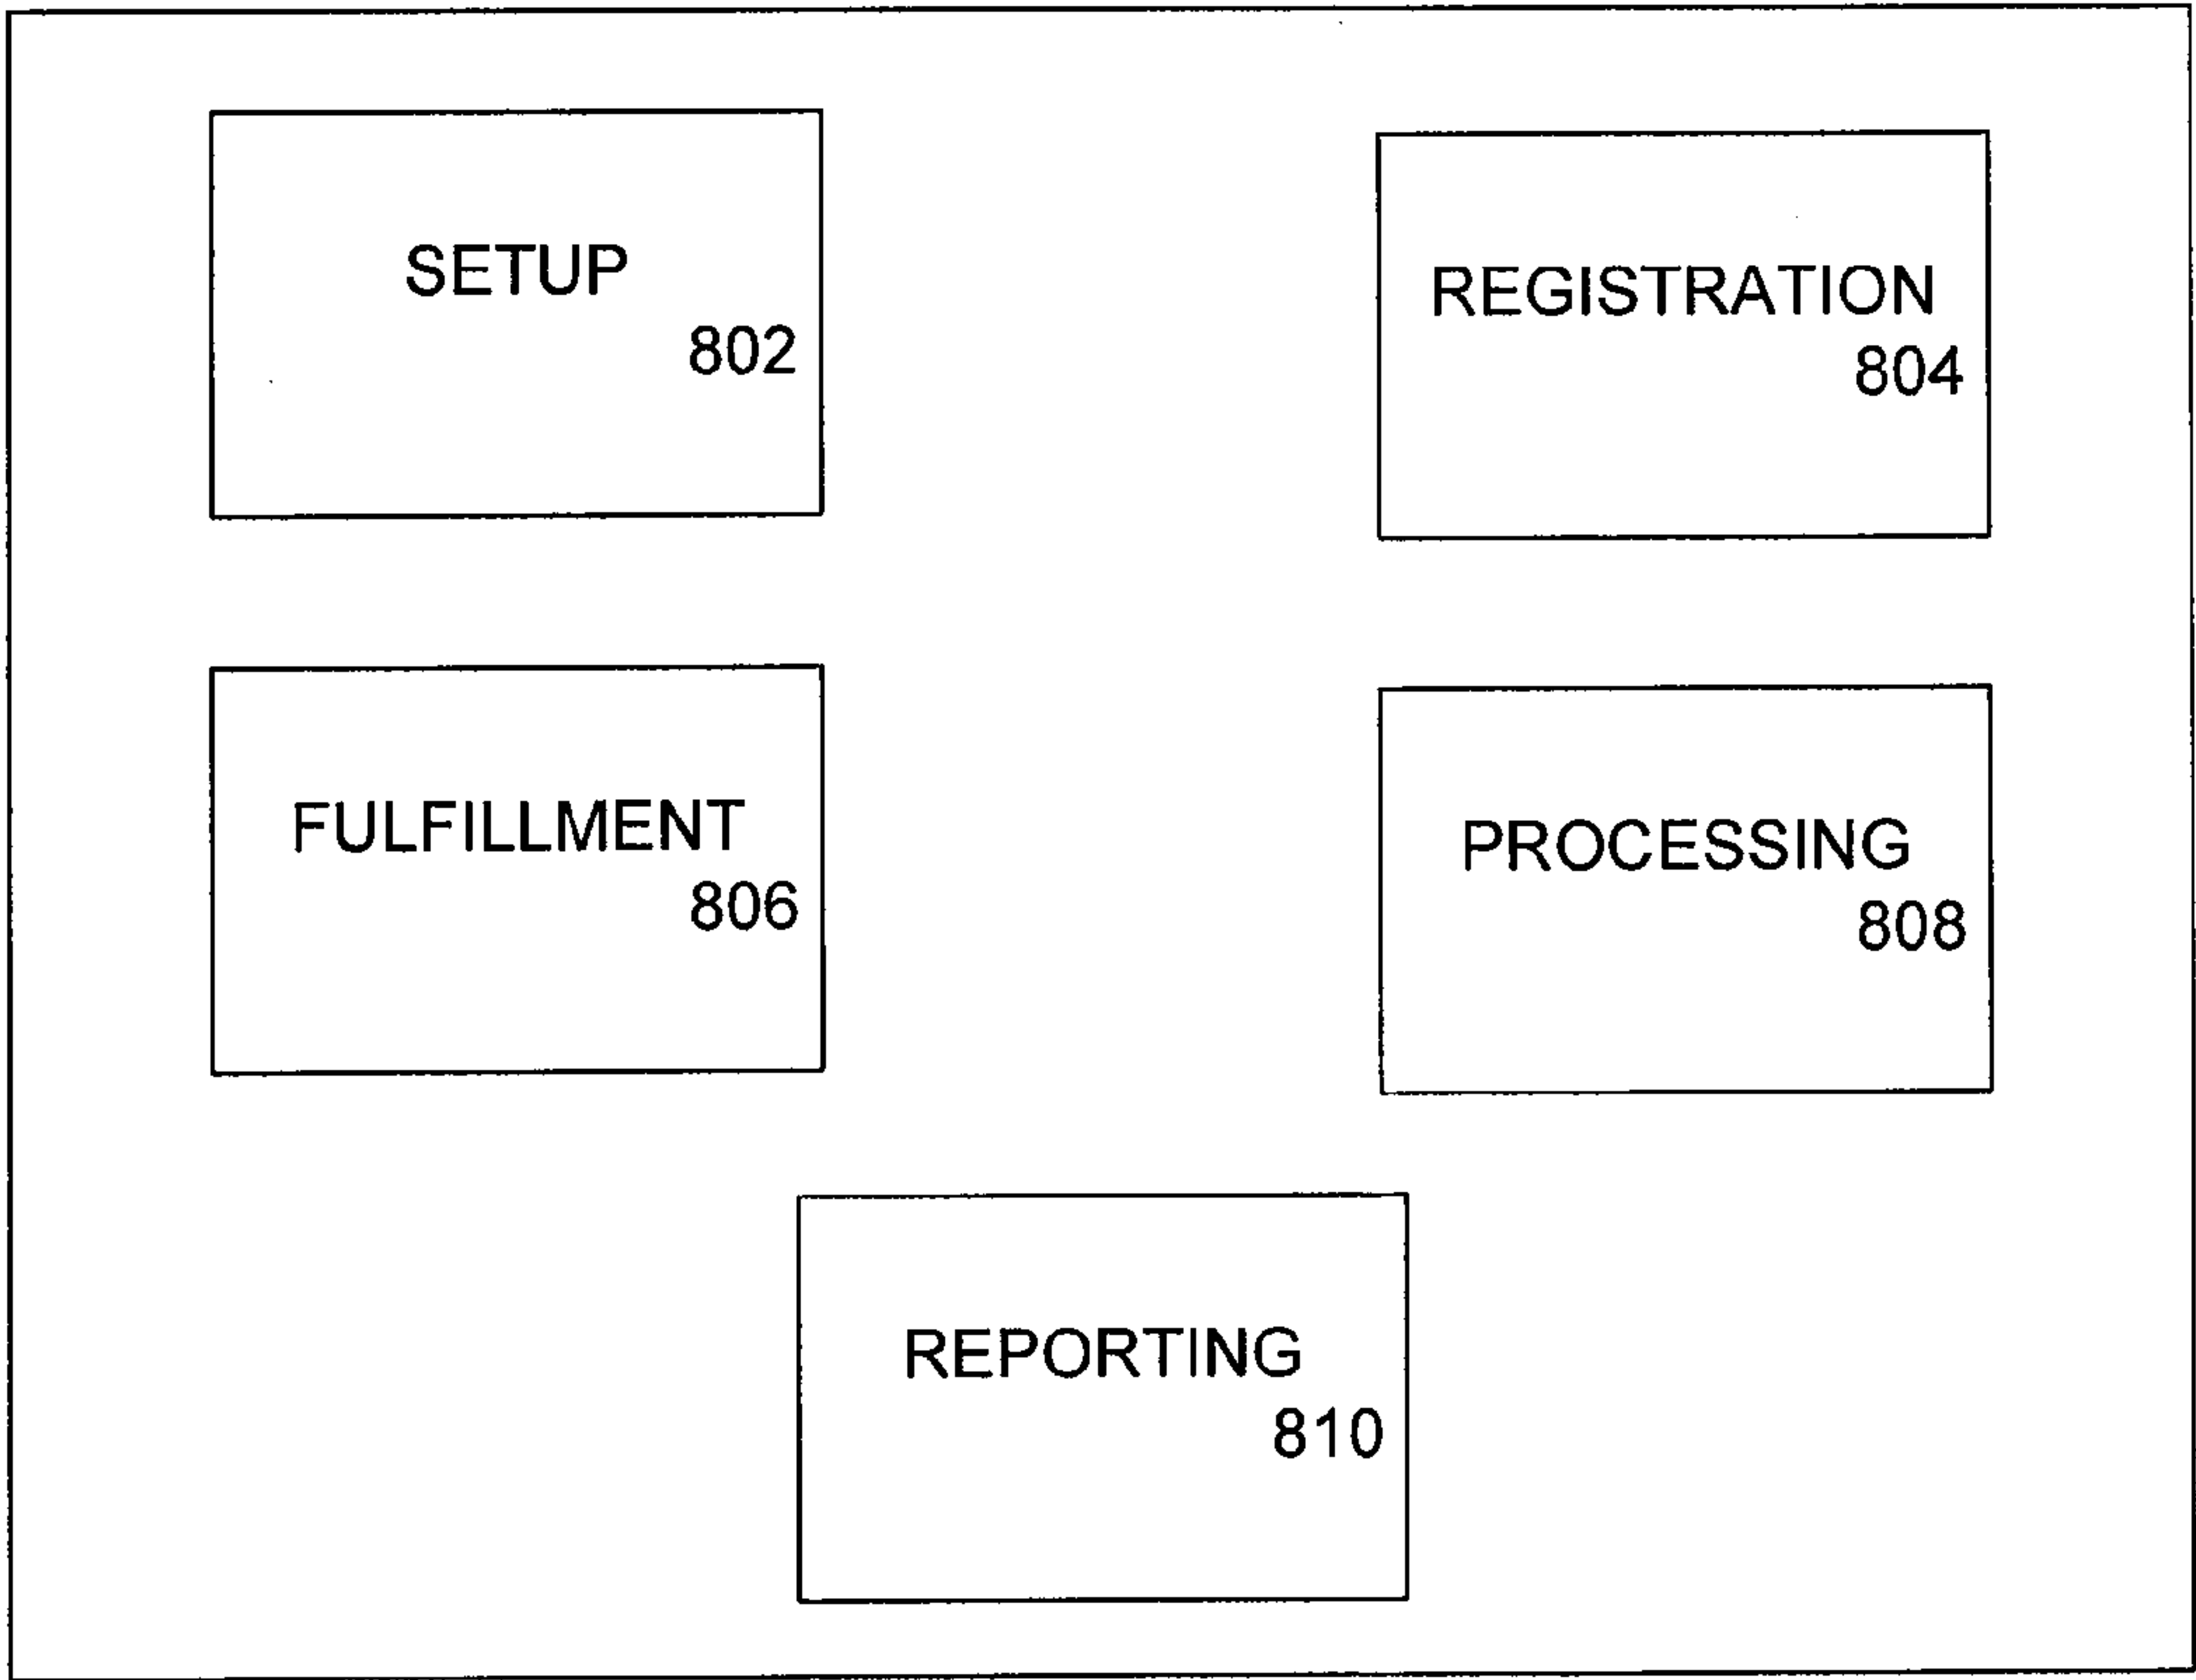 SETUP
802
REGISTRATION
804
FULFILLMENT
806
PROCESSING
808
REPORTING
810